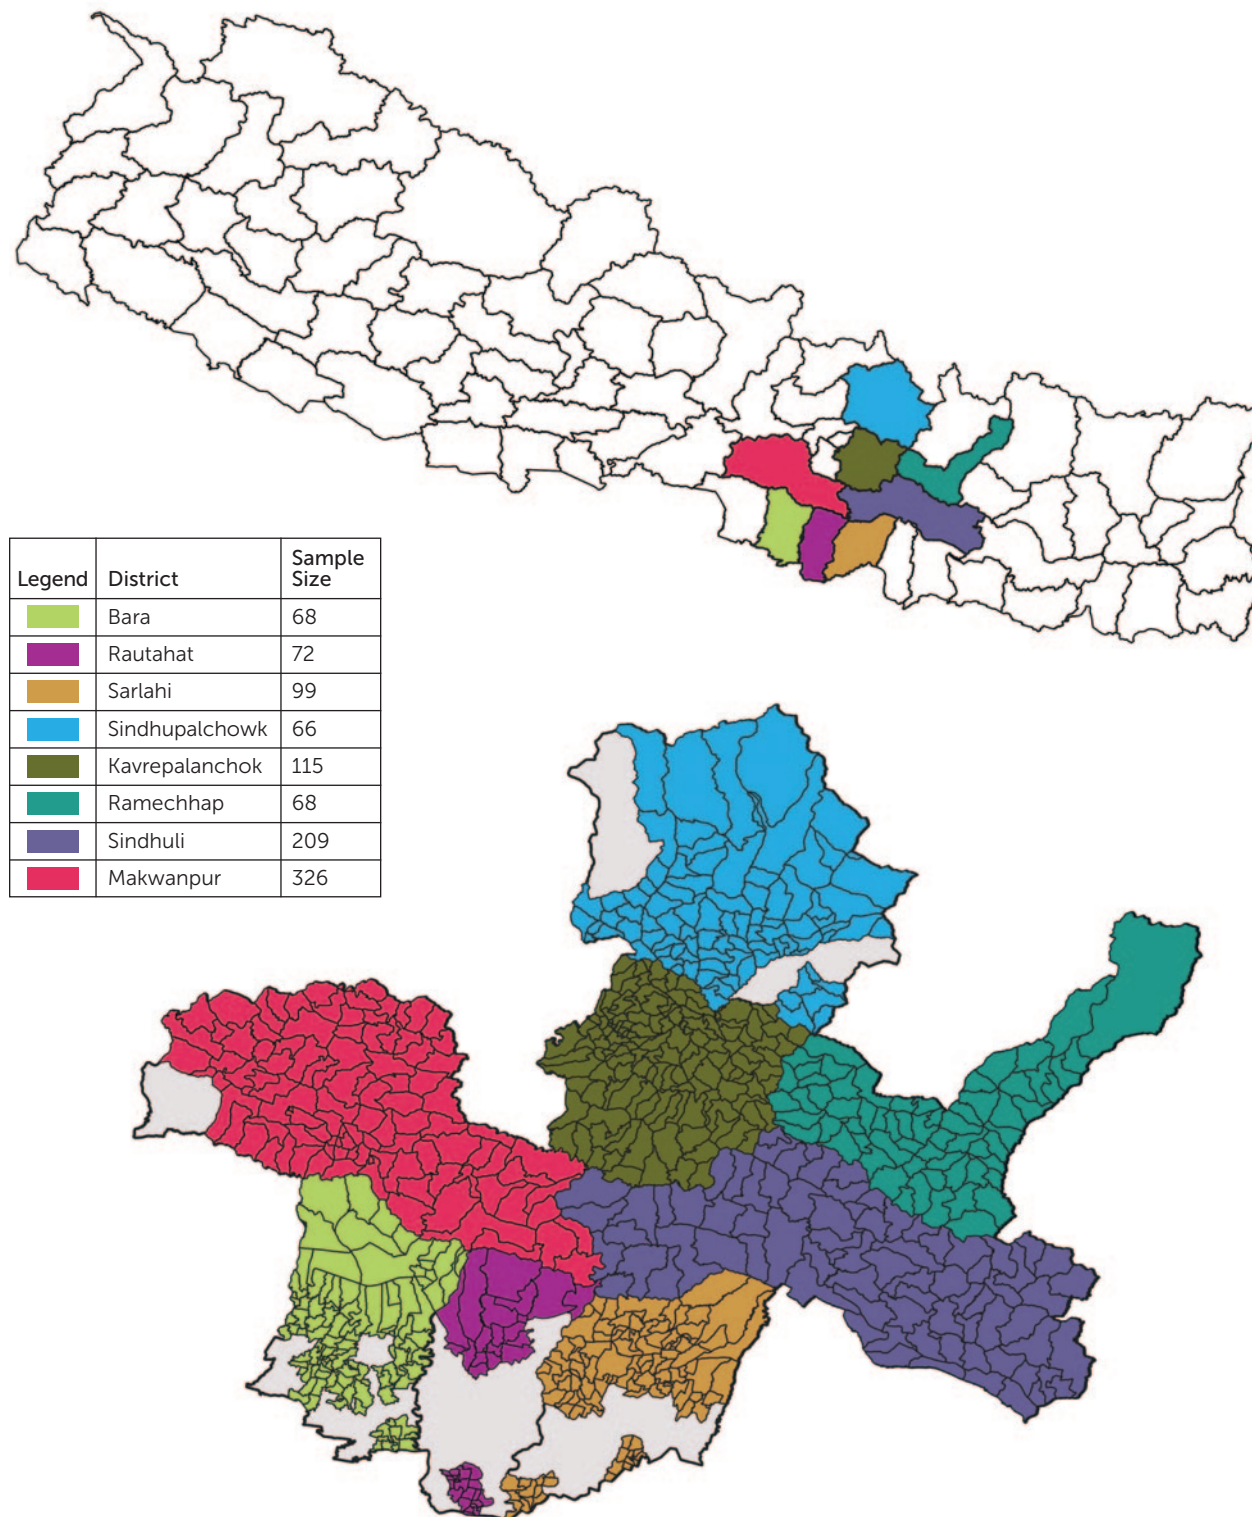 Legend District Sample Size
Bara 68
Rautahat 72
Sarlahi 99
Sindhupalchowk 66
Kavrepalanchok 115
Ramechhap 68
Sindhuli 209
Makwanpur 326